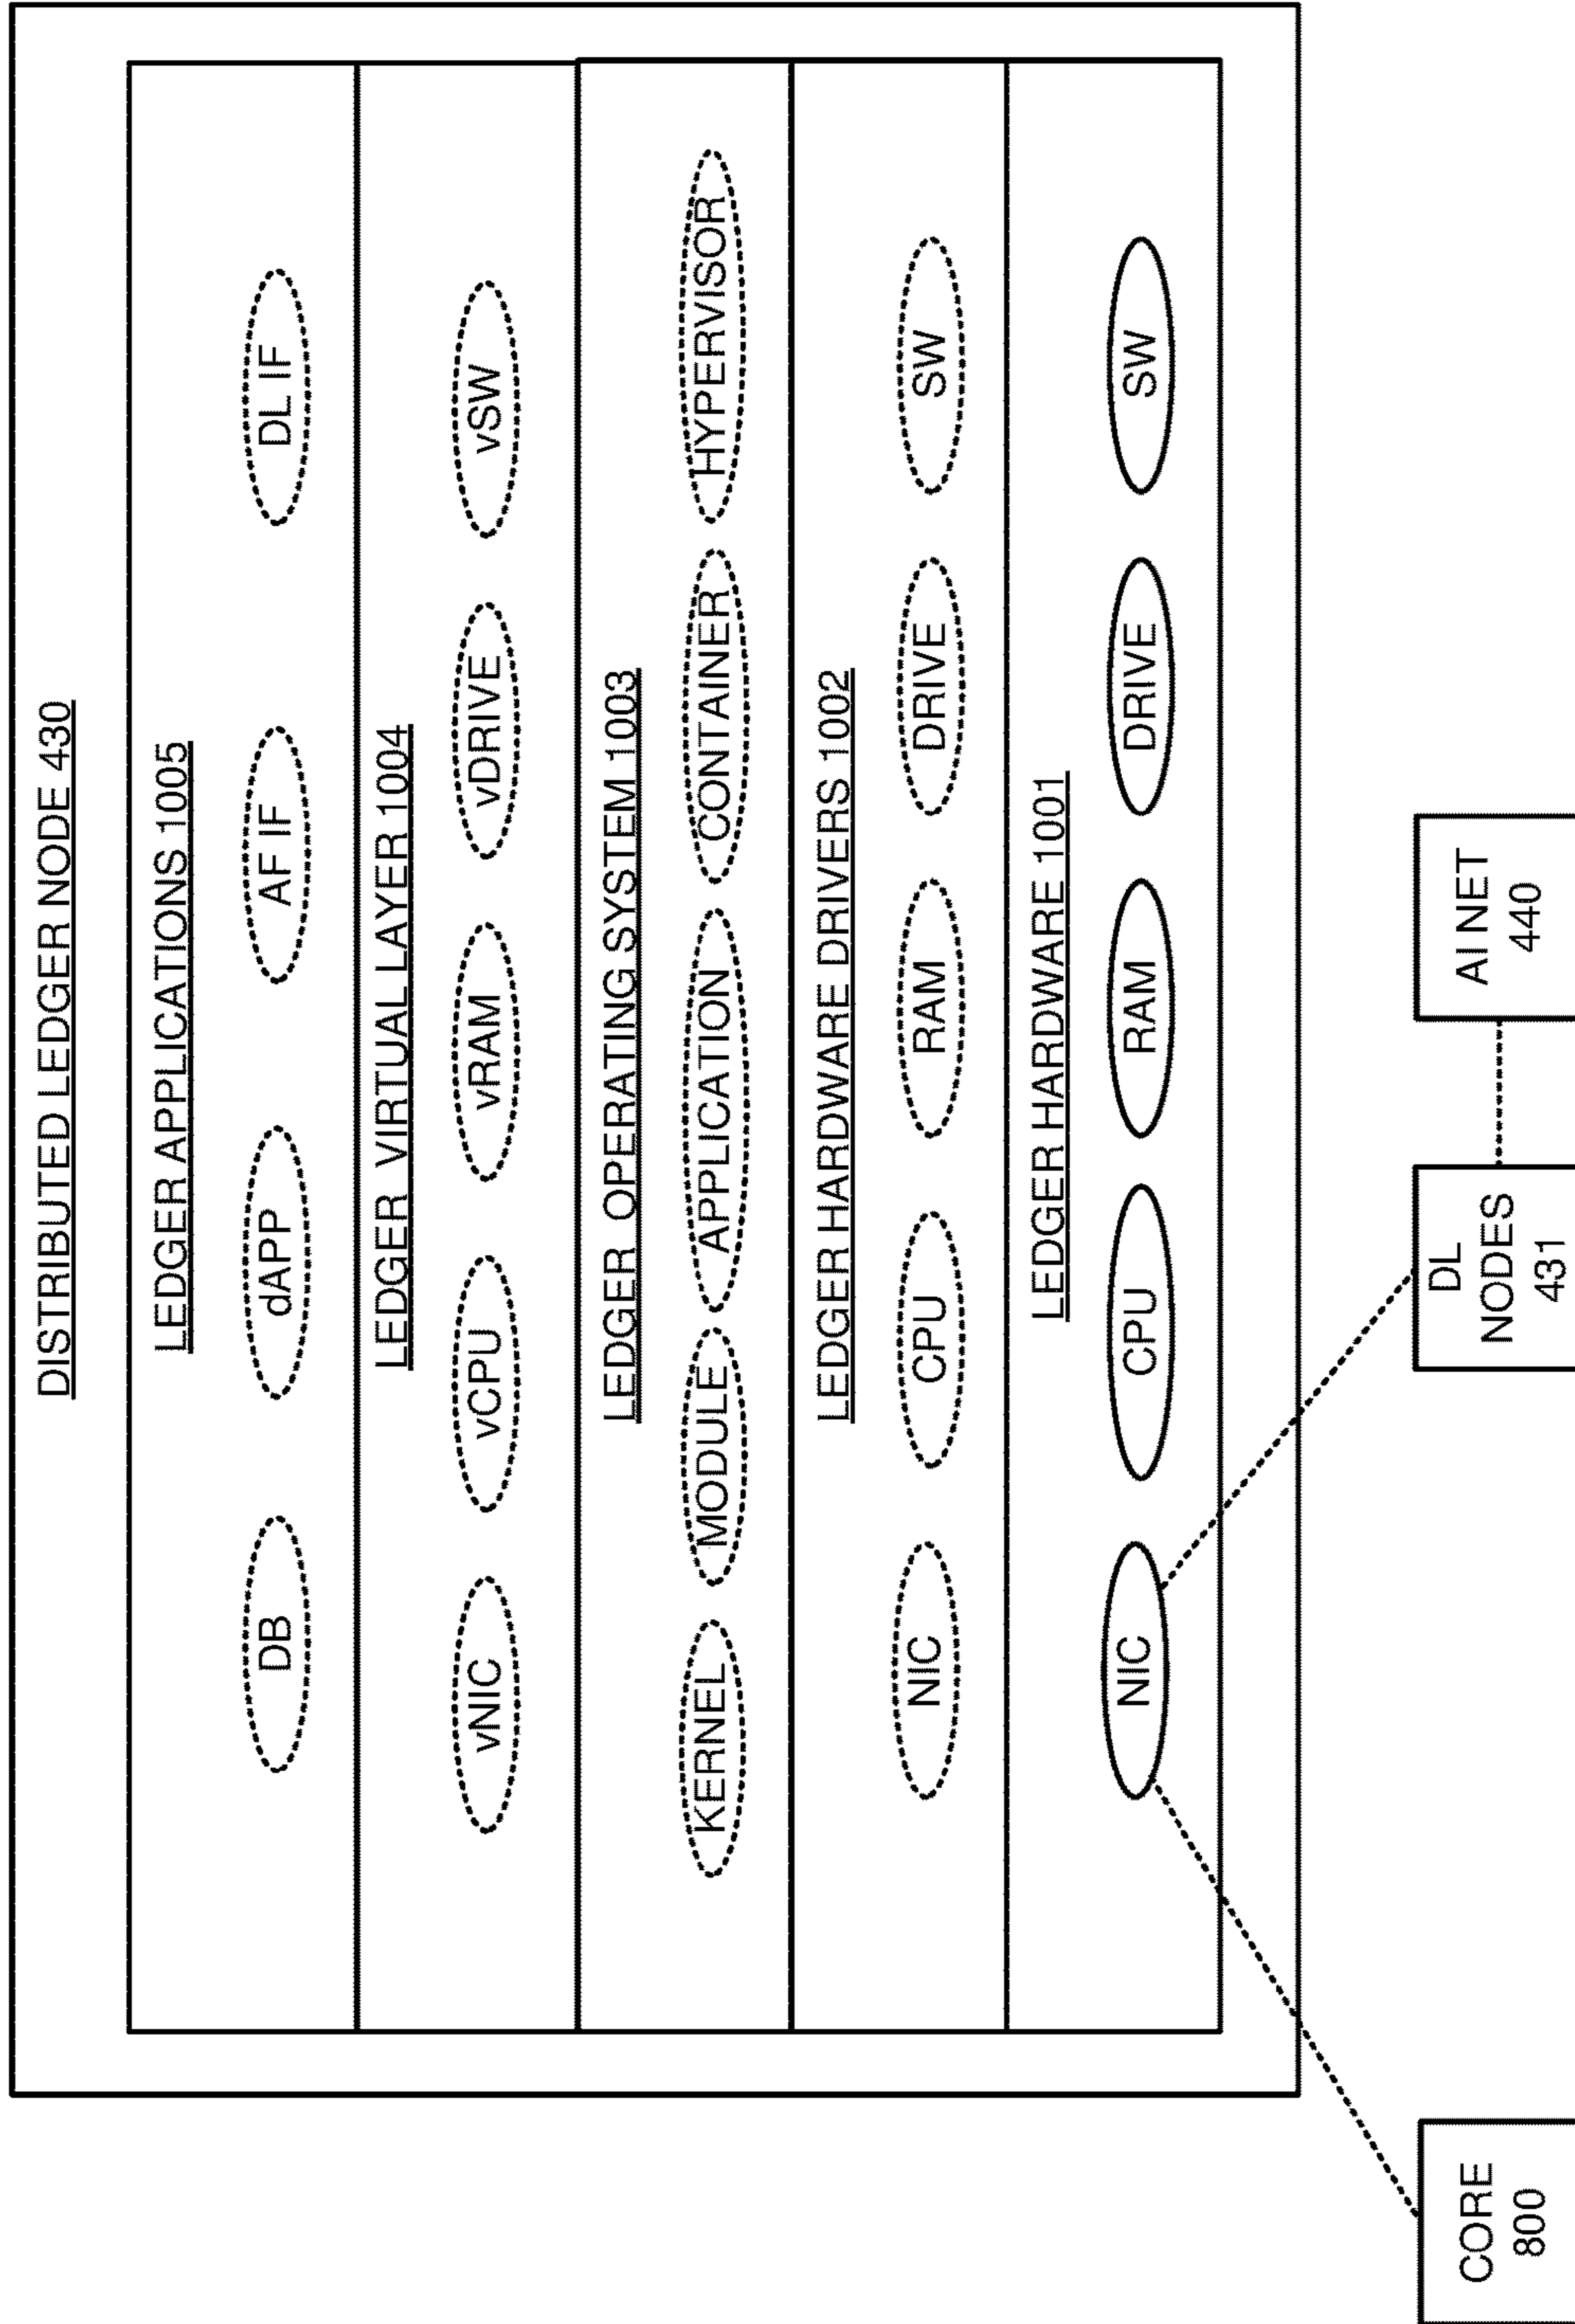 DISTRIBUTED LEDGER NODE 430
LEDGER APPLICATIONS 1005
DB dAPP AF IF DL IF
LEDGER VIRTUAL LAYER 1004
vNIC vCPU vRAM vDRIVE vSW
LEDGER OPERATING SYSTEM 1003
KERNEL MODULE APPLICATION CONTAINER HYPERVISOR
LEDGER HARDWARE DRIVERS 1002
NIC CPU RAM DRIVE SW
LEDGER HARDWARE 1001
NIC CPU RAM DRIVE SW
CORE
800
DL
NODES
431
AI NET
440